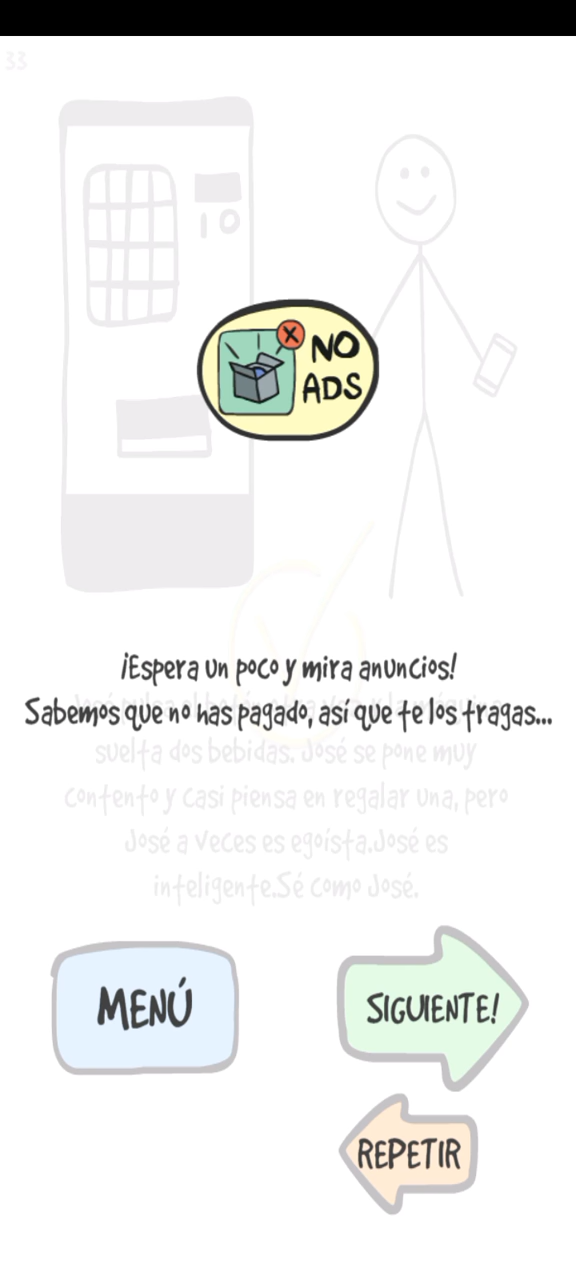 33
10
NO
ADS
¡Espera un poco y mira anuncios!
Sabemos que no has pagado, así que te los tragas...
suelta dos bebidas. José se pone muy
contento y casi piensa en regalar una, pero
José a veces es egoísta.José es
inteligente.Sé como José.
MENÚ
SIGUIENTE!
REPETIR